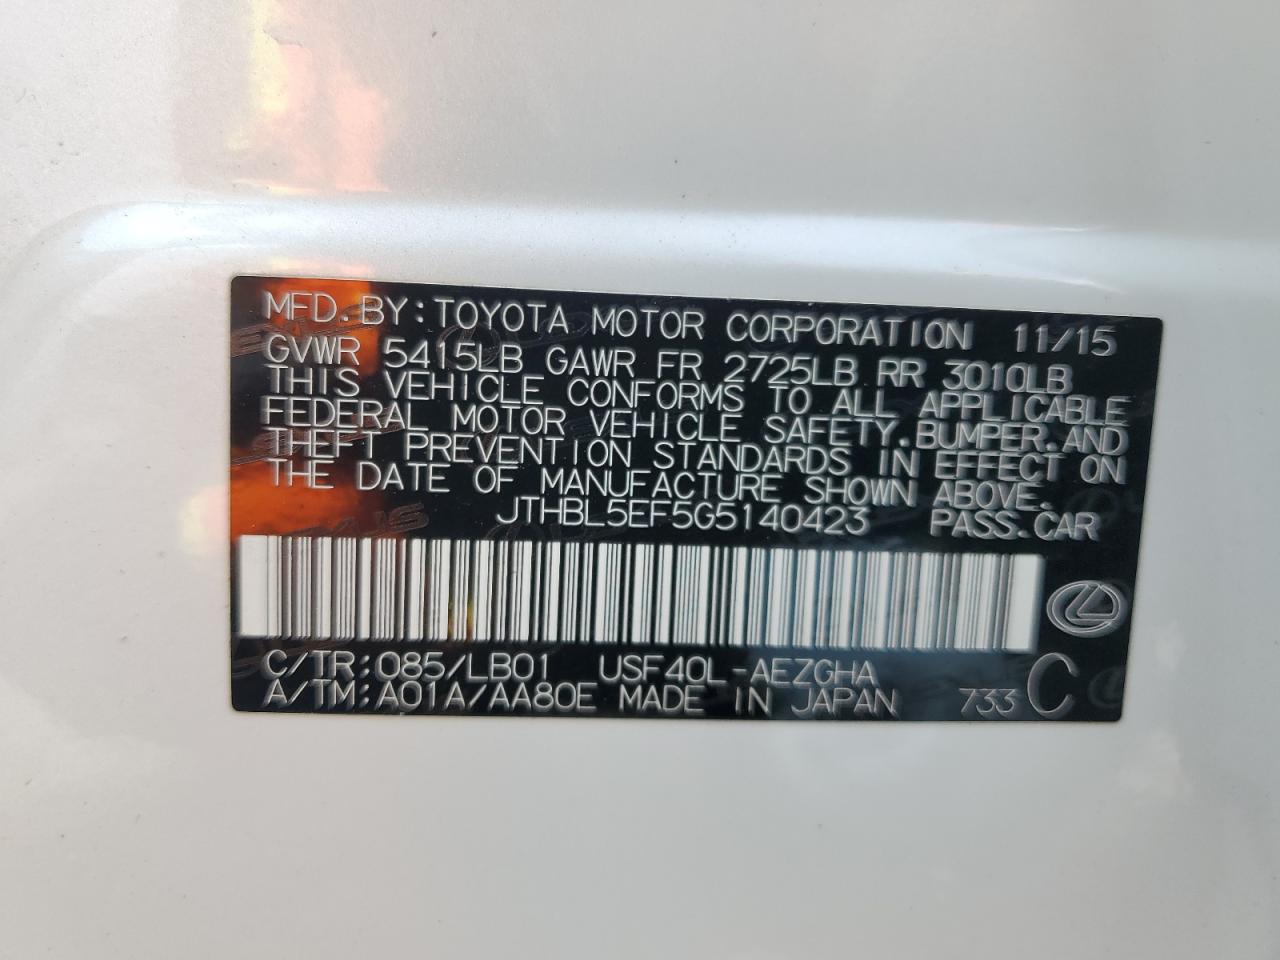 MFD. BY: TOYOTA MOTOR CORPORATION 11/15
GVWR 5415LB GAWR FR 2725LB RR 3010LB
THIS VEHICLE CONFORMS TO ALL APPLICABLE
FEDERAL MOTOR VEHICLE SAFETY, BUMPER, AND
THEFT PREVENTION STANDARDS IN EFFECT ON
THE DATE OF MANUFACTURE SHOWN ABOVE.
JTHBL5EF5G5140423 PASS. CAR
C/TR: 085/LB01 USF40L-AEZGHA
A/TM: A01A/AA80E MADE IN JAPAN 733 C